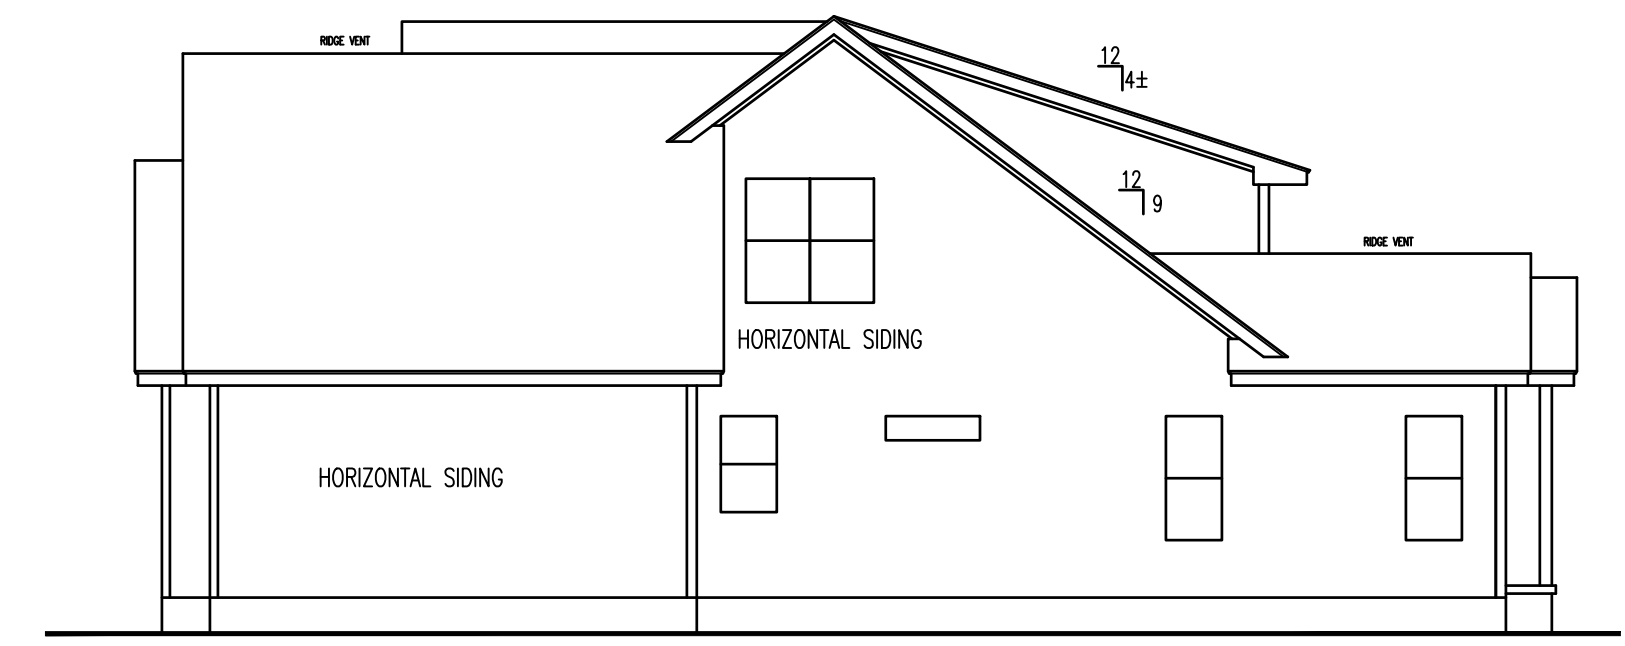 RIDGE VENT
12
4±
12
9
RIDGE VENT
HORIZONTAL SIDING
HORIZONTAL SIDING